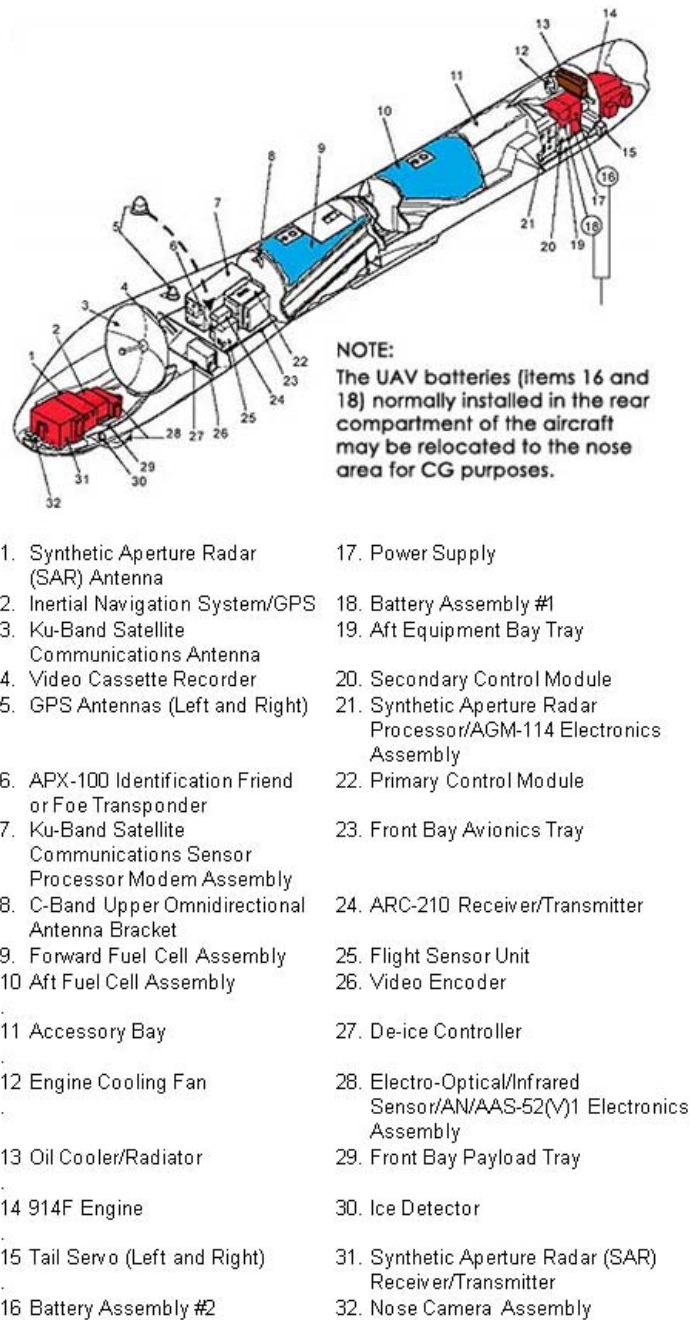 13
14
12
11
10
9
8
7
6
5
4
3
2
1
15
16
17
18
19
20
21
22
23
24
25
26
27
28
29
30
31
32
NOTE:
The UAV batteries (items 16 and
18) normally installed in the rear
compartment of the aircraft
may be relocated to the nose
area for CG purposes.
1. Synthetic Aperture Radar
(SAR) Antenna
17. Power Supply
2. Inertial Navigation System/GPS
18. Battery Assembly #1
3. Ku-Band Satellite
Communications Antenna
19. Aft Equipment Bay Tray
4. Video Cassette Recorder
20. Secondary Control Module
5. GPS Antennas (Left and Right)
21. Synthetic Aperture Radar
Processor/AGM-114 Electronics
Assembly
6. APX-100 Identification Friend
or Foe Transponder
22. Primary Control Module
7. Ku-Band Satellite
Communications Sensor
Processor Modem Assembly
23. Front Bay Avionics Tray
8. C-Band Upper Omnidirectional
Antenna Bracket
24. ARC-210 Receiver/Transmitter
9. Forward Fuel Cell Assembly
25. Flight Sensor Unit
10 Aft Fuel Cell Assembly
.
26. Video Encoder
11 Accessory Bay
.
27. De-ice Controller
12 Engine Cooling Fan
.
28. Electro-Optical/Infrared
Sensor/AN/AAS-52(V)1 Electronics
Assembly
13 Oil Cooler/Radiator
.
29. Front Bay Payload Tray
14 914F Engine
.
30. Ice Detector
15 Tail Servo (Left and Right)
.
31. Synthetic Aperture Radar (SAR)
Receiver/Transmitter
16 Battery Assembly #2
32. Nose Camera Assembly